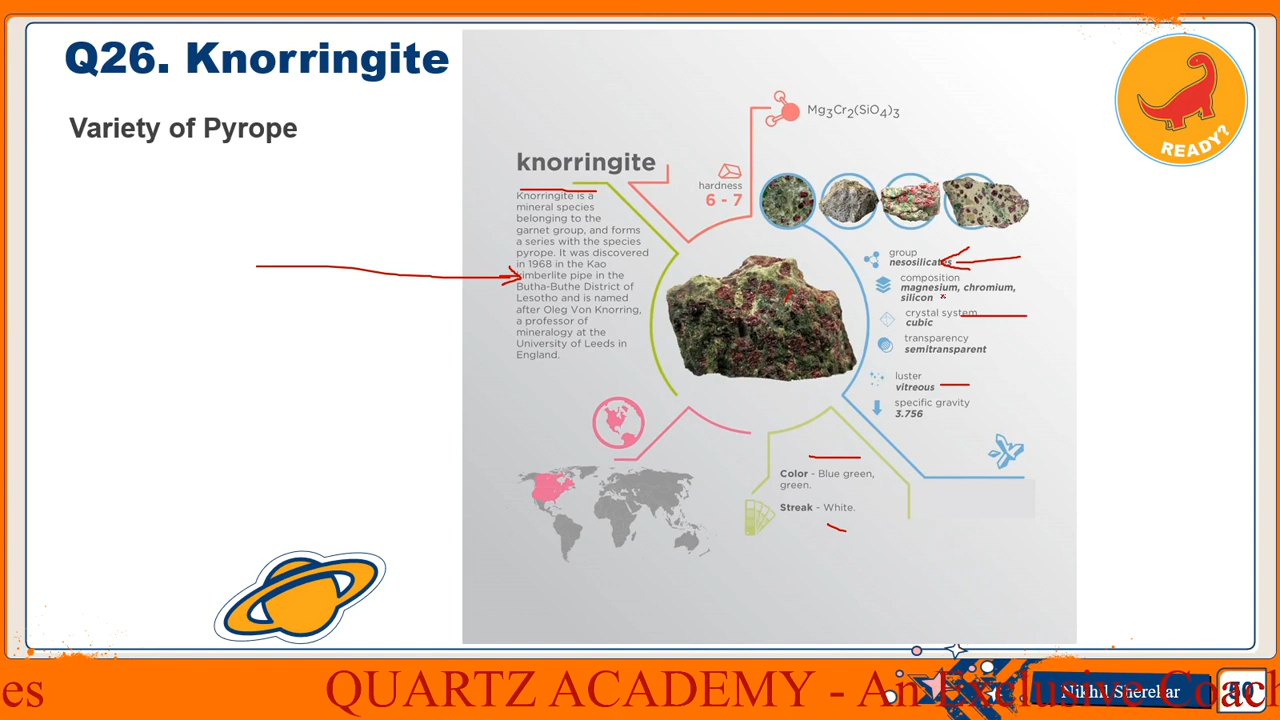 Q26. Knorringite
Variety of Pyrope
READY?
Mg3Cr2(SiO4)3
knorringite
hardness
6 - 7
Knorringite is a
mineral species
belonging to the
garnet group, and forms
a series with the species
pyrope. It was discovered
in 1968 in the Kao
kimberlite pipe in the
Butha-Buthe District of
Lesotho and is named
after Oleg Von Knorring,
a professor of
mineralogy at the
University of Leeds in
England.
group
nesosilicates
composition
magnesium, chromium,
silicon
crystal system
cubic
transparency
semitransparent
luster
vitreous
specific gravity
3.756
Color - Blue green,
green.
Streak - White.
Nikhil Sherekar
es QUARTZ ACADEMY - An Exclusive Coach